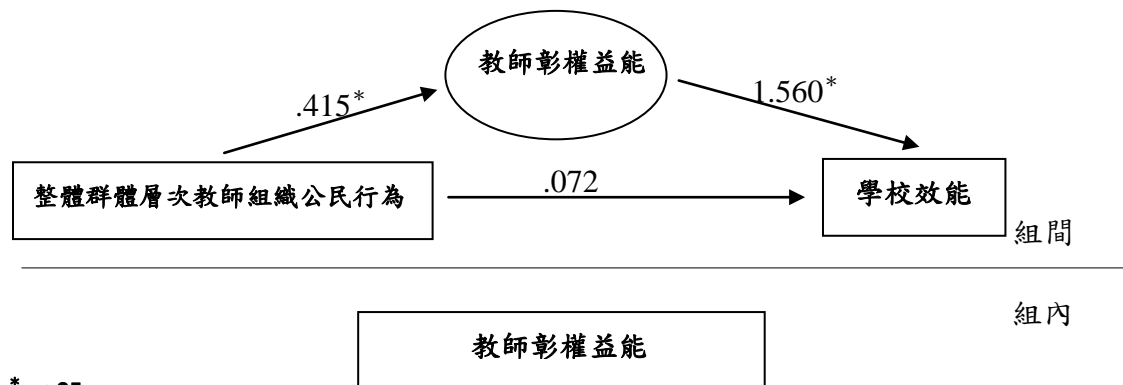 教師彰權益能
.415*
1.560*
整體群體層次教師組織公民行為
.072
學校效能
組間
組內
教師彰權益能
*